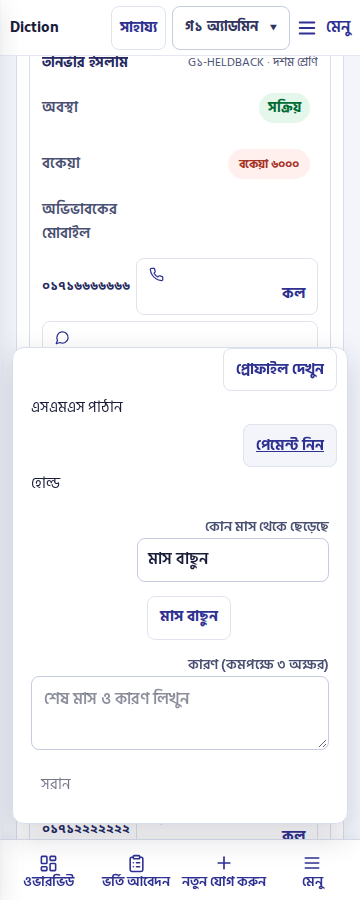 Diction
সাহায্য
গ১ অ্যাডমিন
মেনু
তানভীর ইসলাম
G১-HELDBACK · দশম শ্রেণি
অবস্থা
সক্রিয়
বকেয়া
বকেয়া ৬০০০
অভিভাবকের
মোবাইল
০১৭১৬৬৬৬৬৬৬
কল
প্রোফাইল দেখুন
এসএমএস পাঠান
পেমেন্ট নিন
হোল্ড
কোন মাস থেকে ছেড়েছে
মাস বাছুন
মাস বাছুন
কারণ (কমপক্ষে ৩ অক্ষর)
শেষ মাস ও কারণ লিখুন
সরান
০১৭১২২২২২২২
কল
ওভারভিউ
ভর্তি আবেদন
নতুন যোগ করুন
মেনু